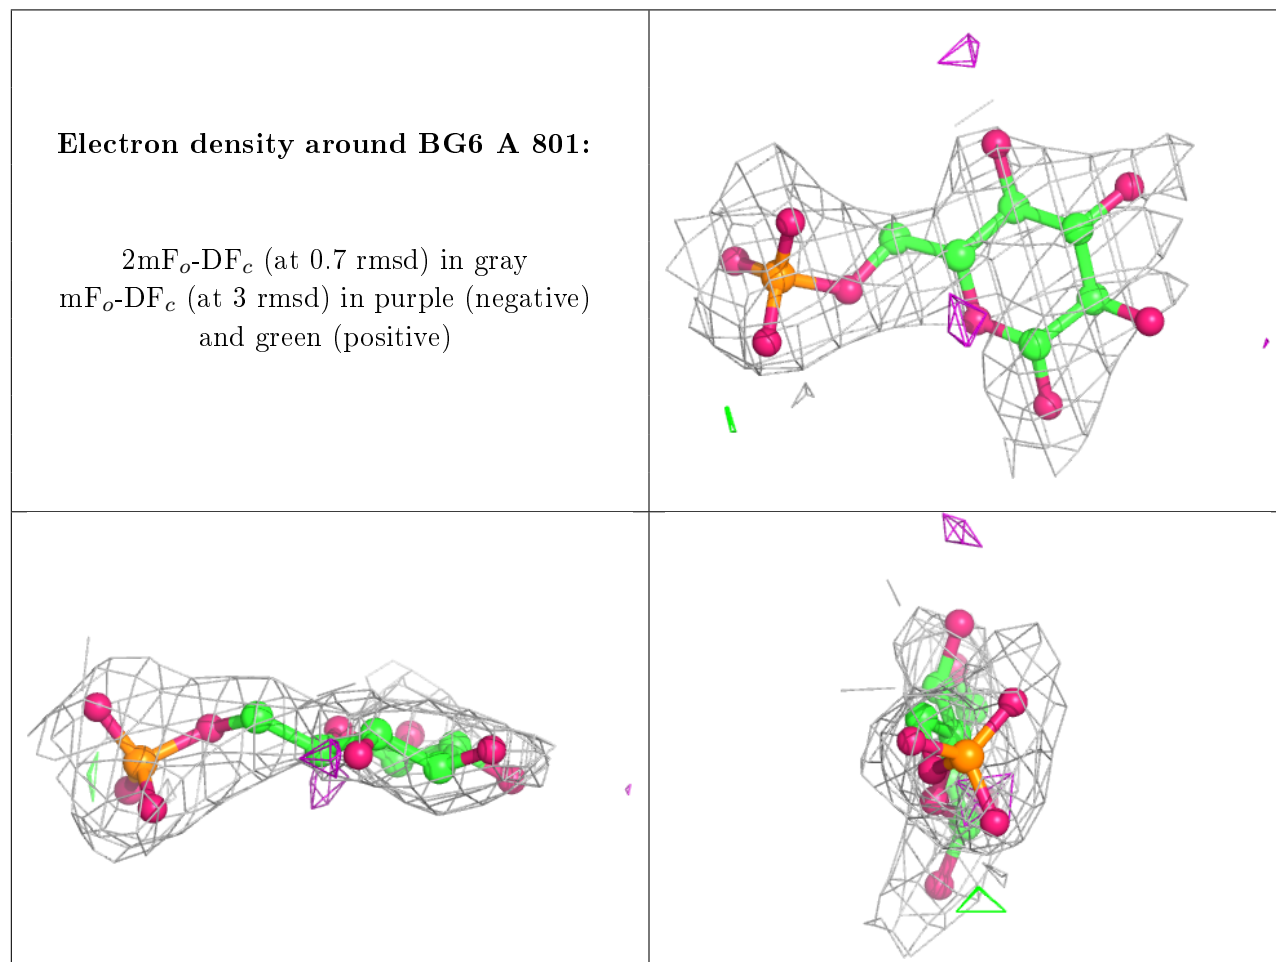 Electron density around BG6 A 801:
2mFo-DFc (at 0.7 rmsd) in gray
mFo-DFc (at 3 rmsd) in purple (negative)
and green (positive)